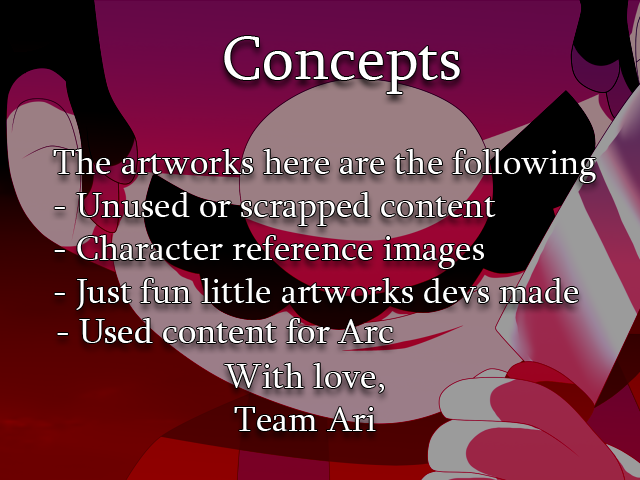 Concepts
The artworks here are the following
- Unused or scrapped content
- Character reference images
- Just fun little artworks devs made
- Used content for Arc
With love,
Team Ari